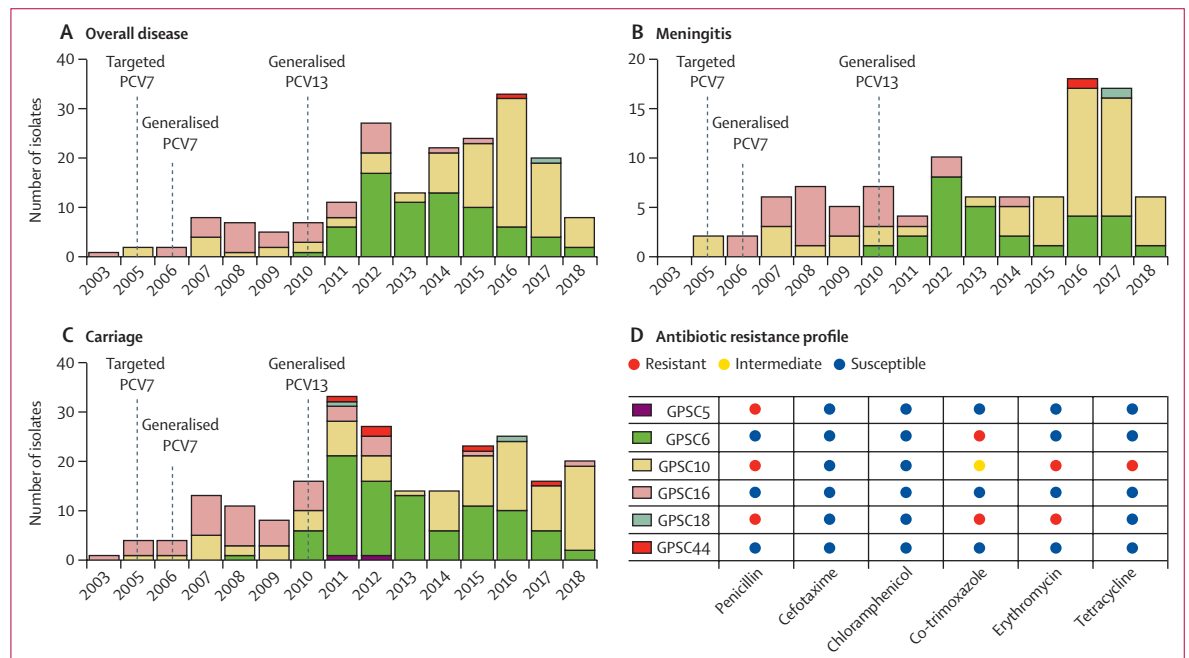 A Overall disease
40
30
20
10
0
Number of isolates
Targeted
PCV7
Generalised
PCV7
Generalised
PCV13
2003
2005
2006
2007
2008
2009
2010
2011
2012
2013
2014
2015
2016
2017
2018
B Meningitis
20
15
10
5
0
Targeted
PCV7
Generalised
PCV7
Generalised
PCV13
2003
2005
2006
2007
2008
2009
2010
2011
2012
2013
2014
2015
2016
2017
2018
C Carriage
40
30
20
10
0
Number of isolates
Targeted
PCV7
Generalised
PCV7
Generalised
PCV13
2003
2005
2006
2007
2008
2009
2010
2011
2012
2013
2014
2015
2016
2017
2018
D Antibiotic resistance profile
Resistant Intermediate Susceptible
GPSC5
GPSC6
GPSC10
GPSC16
GPSC18
GPSC44
Penicillin
Cefotaxime
Chloramphenicol
Co-trimoxazole
Erythromycin
Tetracycline